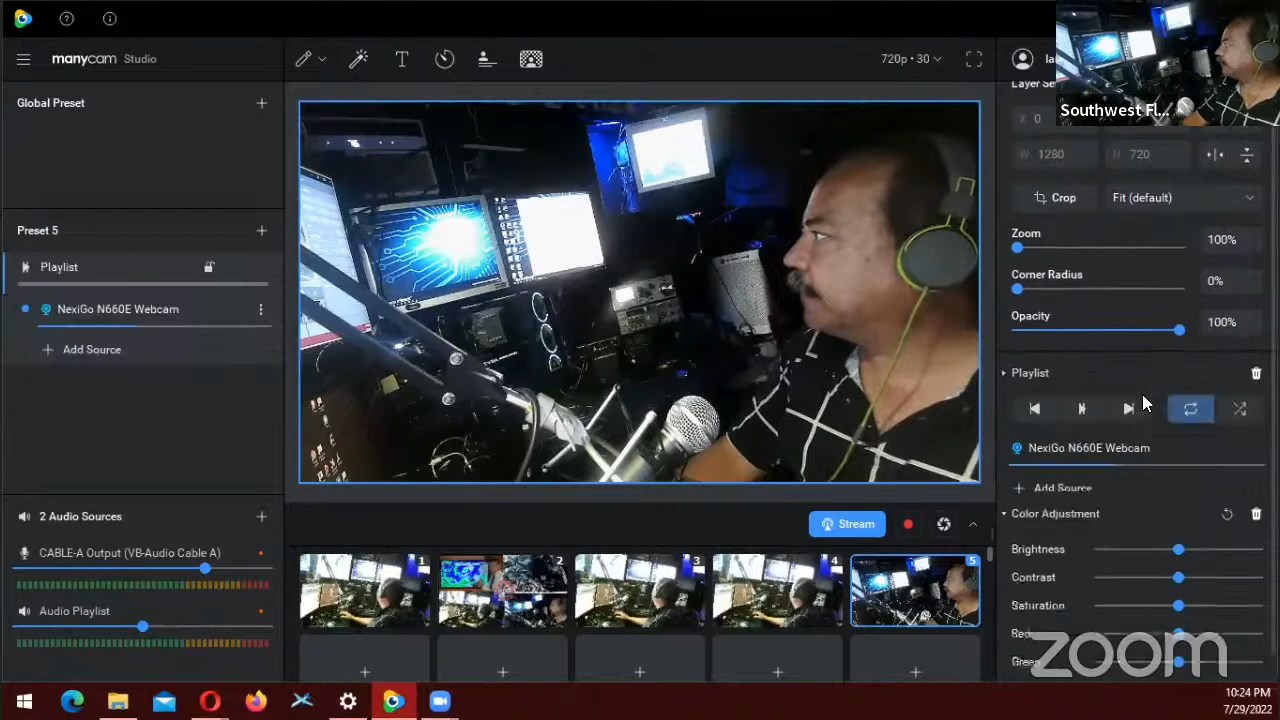 manycam Studio
720p • 30
Global Preset
Preset 5
Playlist
NexiGo N660E Webcam
Add Source
2 Audio Sources
CABLE-A Output (VB-Audio Cable A)
Audio Playlist
Stream
1
2
3
4
5
Southwest Fl...
X 0
W 1280
H 720
Crop
Fit (default)
Zoom
100%
Corner Radius
0%
Opacity
100%
Playlist
NexiGo N660E Webcam
Add Source
Color Adjustment
Brightness
Contrast
Saturation
Red
Green
zoom
10:24 PM
7/29/2022